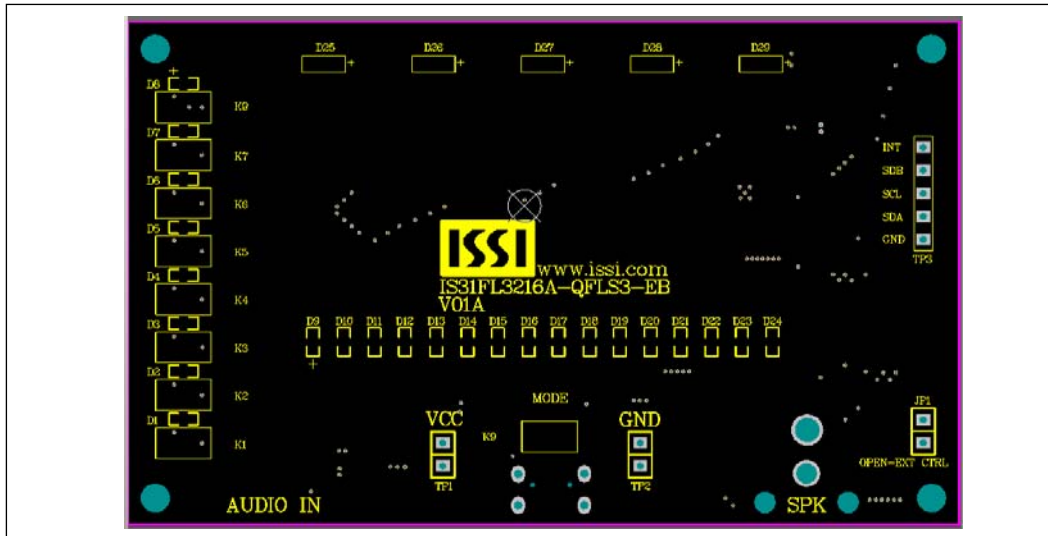 D25 D26 D27 D28 D29
+ + + + +
+
D8
D7
K7
D6
K6
D5
K5
D4
K4
D3
K3
D2
K2
D1
K1
INT
SDB
SCL
SDA
GND
TP3
ISSI
www.issi.com
IS31FL3216A-QFLS3-EB
V01A
D9 D10 D11 D12 D13 D14 D15 D16 D17 D18 D19 D20 D21 D22 D23 D24
+
MODE
K9
VCC
TP1
GND
TP2
JP1
OPEN=EXT CTRL
AUDIO IN
SPK